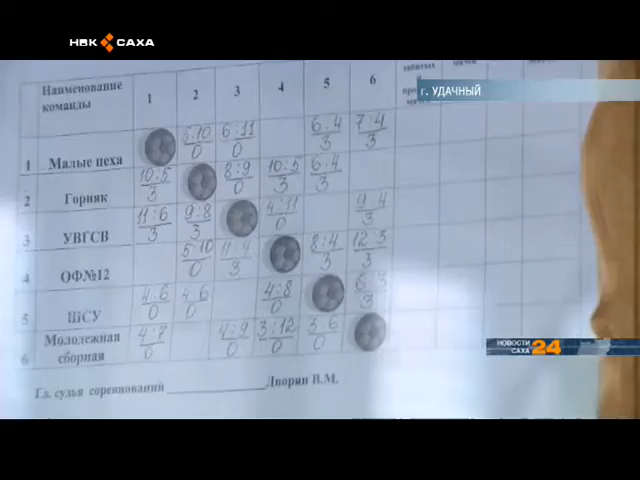 НВК САХА
г. УДАЧНЫЙ
Наименование команды 1 2 3 4 5 6
1 Малые цеха 5:10 0 6:11 0 6:4 3 7:4 3
2 Горняк 10:5 3 8:9 0 10:5 3 6:4 3
3 УВГСВ 11:6 3 9:8 3 4:11 0 3
4 ОФ№12 5 10 0 11 4 3 8:4 3 12 3 3
5 ШСУ 4:6 0 4 6 0 4:8 0 6 3 3
6 Молодежная сборная 4:7 0 4:9 0 3:12 0 3 6 0
Гл. судья соревнований Дворян В.М.
НОВОСТИ САХА 24